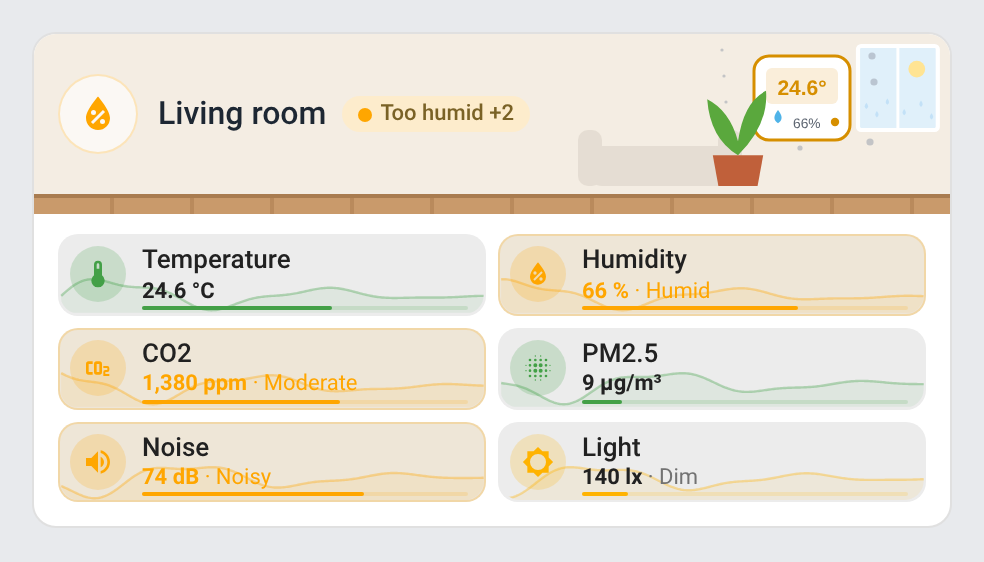 Living room
Too humid +2
24.6°
66%
Temperature
24.6 °C
Humidity
66 % · Humid
CO2
1,380 ppm · Moderate
PM2.5
9 µg/m³
Noise
74 dB · Noisy
Light
140 lx · Dim